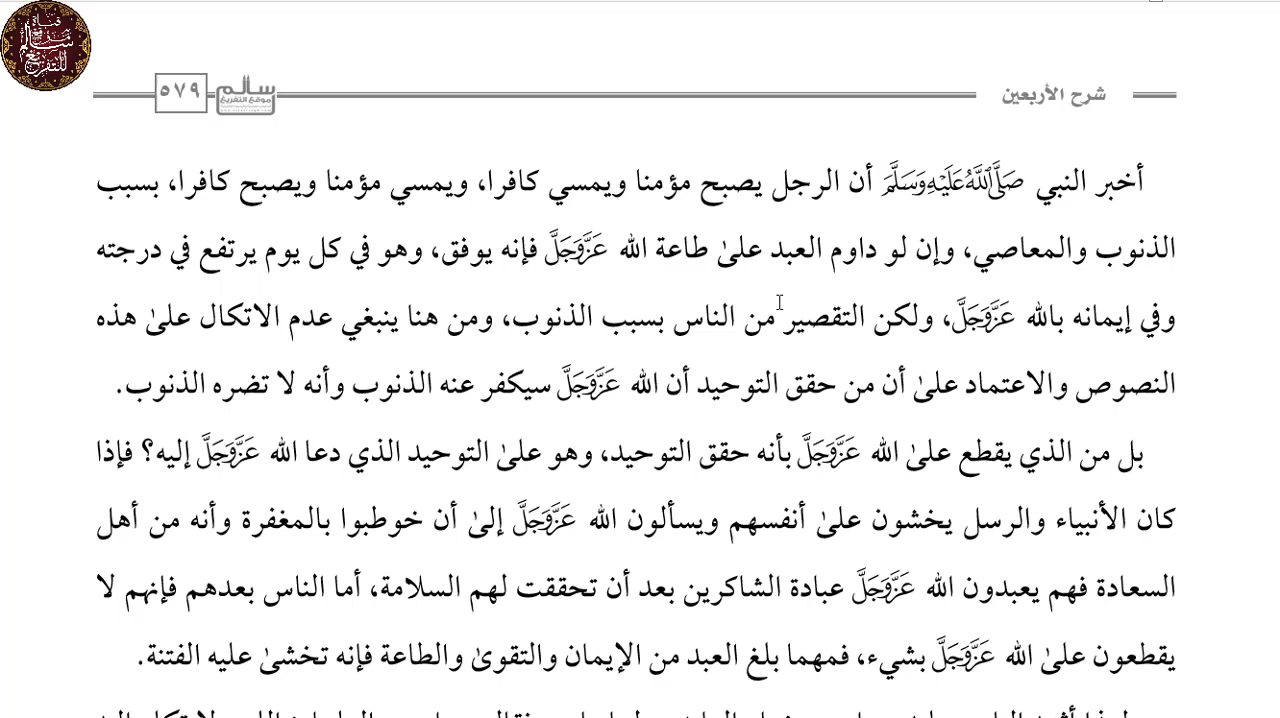 قناة
سالم
للتفريغ
شرح الأربعين
سالم
موقع التفريغ
٥٧٩
أخبر النبي صَلَّى اللَّهُ عَلَيْهِ وَسَلَّمَ أن الرجل يصبح مؤمنا ويمسي كافرا، ويمسي مؤمنا ويصبح كافرا، بسبب
الذنوب والمعاصي، وإن لو داوم العبد علىٰ طاعة الله عَزَّوَجَلَّ فإنه يوفق، وهو في كل يوم يرتفع في درجته
وفي إيمانه بالله عَزَّوَجَلَّ، ولكن التقصير من الناس بسبب الذنوب، ومن هنا ينبغي عدم الاتكال علىٰ هذه
النصوص والاعتماد علىٰ أن من حقق التوحيد أن الله عَزَّوَجَلَّ سيكفر عنه الذنوب وأنه لا تضره الذنوب.
بل من الذي يقطع علىٰ الله عَزَّوَجَلَّ بأنه حقق التوحيد، وهو علىٰ التوحيد الذي دعا الله عَزَّوَجَلَّ إليه؟ فإذا
كان الأنبياء والرسل يخشون علىٰ أنفسهم ويسألون الله عَزَّوَجَلَّ إلىٰ أن خوطبوا بالمغفرة وأنه من أهل
السعادة فهم يعبدون الله عَزَّوَجَلَّ عبادة الشاكرين بعد أن تحققت لهم السلامة، أما الناس بعدهم فإنهم لا
يقطعون علىٰ الله عَزَّوَجَلَّ بشيء، فمهما بلغ العبد من الإيمان والتقوىٰ والطاعة فإنه تخشىٰ عليه الفتنة.